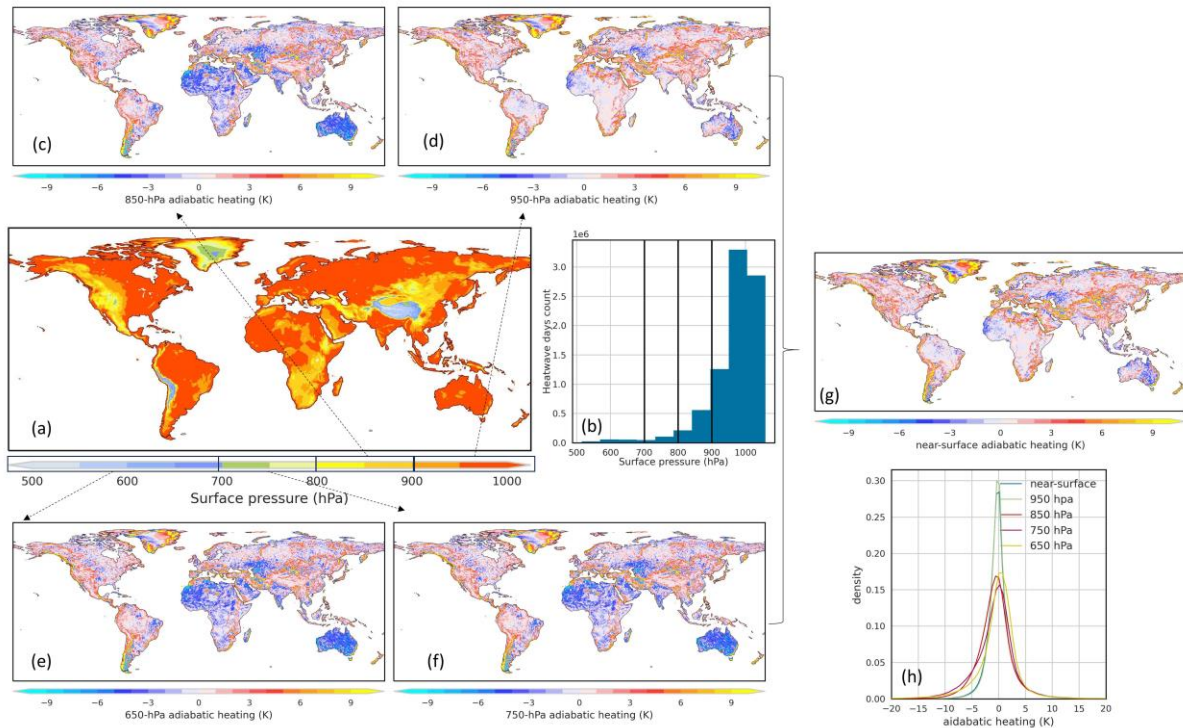 (c)
(d)
−9 −6 −3 0 3 6 9
850-hPa adiabatic heating (K)
−9 −6 −3 0 3 6 9
950-hPa adiabatic heating (K)
(a)
500 600 700 800 900 1000
Surface pressure (hPa)
1e6
Heatwave days count
3.0
2.5
2.0
1.5
1.0
0.5
0.0
(b)
500 600 700 800 900 1000
Surface pressure (hPa)
(g)
−9 −6 −3 0 3 6 9
near-surface adiabatic heating (K)
(e)
(f)
−9 −6 −3 0 3 6 9
650-hPa adiabatic heating (K)
−9 −6 −3 0 3 6 9
750-hPa adiabatic heating (K)
near-surface
950 hpa
850 hPa
750 hPa
650 hPa
density
0.30
0.25
0.20
0.15
0.10
0.05
0.00
(h)
−20 −15 −10 −5 0 5 10 15 20
aidabatic heating (K)